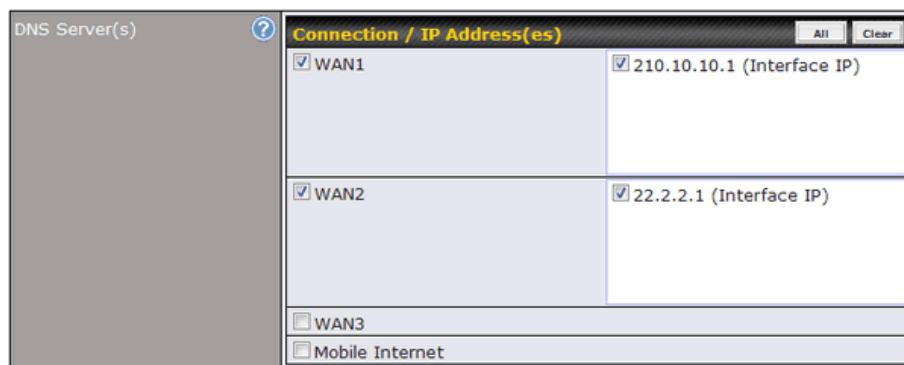 DNS Server(s) ?
Connection / IP Address(es) All Clear
WAN1 210.10.10.1 (Interface IP)
WAN2 22.2.2.1 (Interface IP)
WAN3
Mobile Internet